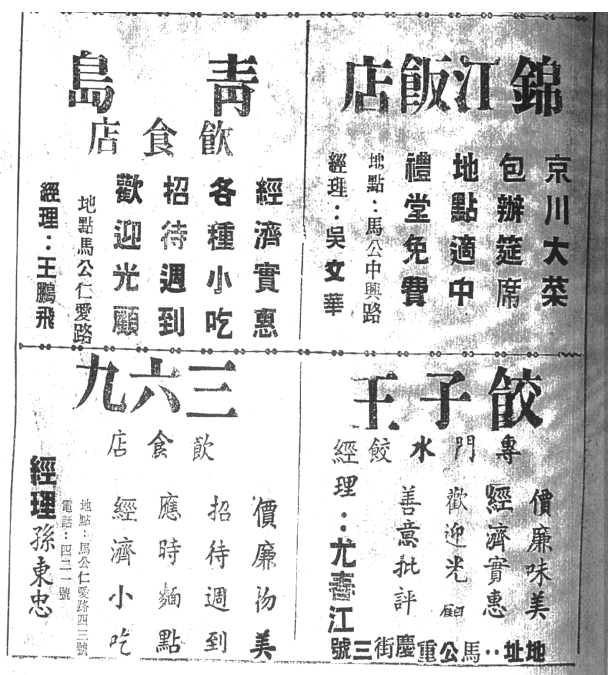 錦江飯店
京川大菜
包辦筵席
地點適中
禮堂免費
地點：馬公中興路
經理：吳文華
青島
飲食店
經濟實惠
各種小吃
招待週到
歡迎光顧
地點馬公仁愛路
經理：王鵬飛
餃子王
專門水餃
價廉味美
經濟實惠
歡迎光顧
善意批評
經理：尤春江
地址：馬公重慶街三號
三六九
飲食店
價廉物美
招待週到
應時麵點
經濟小吃
地點：馬公仁愛路四三號
電話：四二一號
經理孫東忠